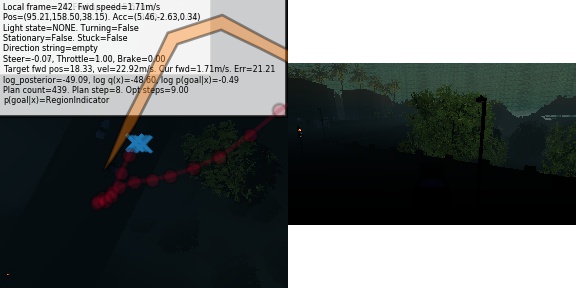 Local frame=242. Fwd speed=1.71m/s
Pos=(95.21,158.50,38.15). Acc=(5.46,-2.63,0.34)
Light state=NONE. Turning=False
Stationary=False. Stuck=False
Direction string=empty
Steer=-0.07, Throttle=1.00, Brake=0.00
Target fwd pos=18.33, vel=22.92m/s. Our fwd=1.71m/s. Err=21.21
log_posterior=-49.09, log q(x)=-48.60, log p(goal|x)=-0.49
Plan count=439. Plan step=8. Opt steps=9.00
p(goal|x)=RegionIndicator